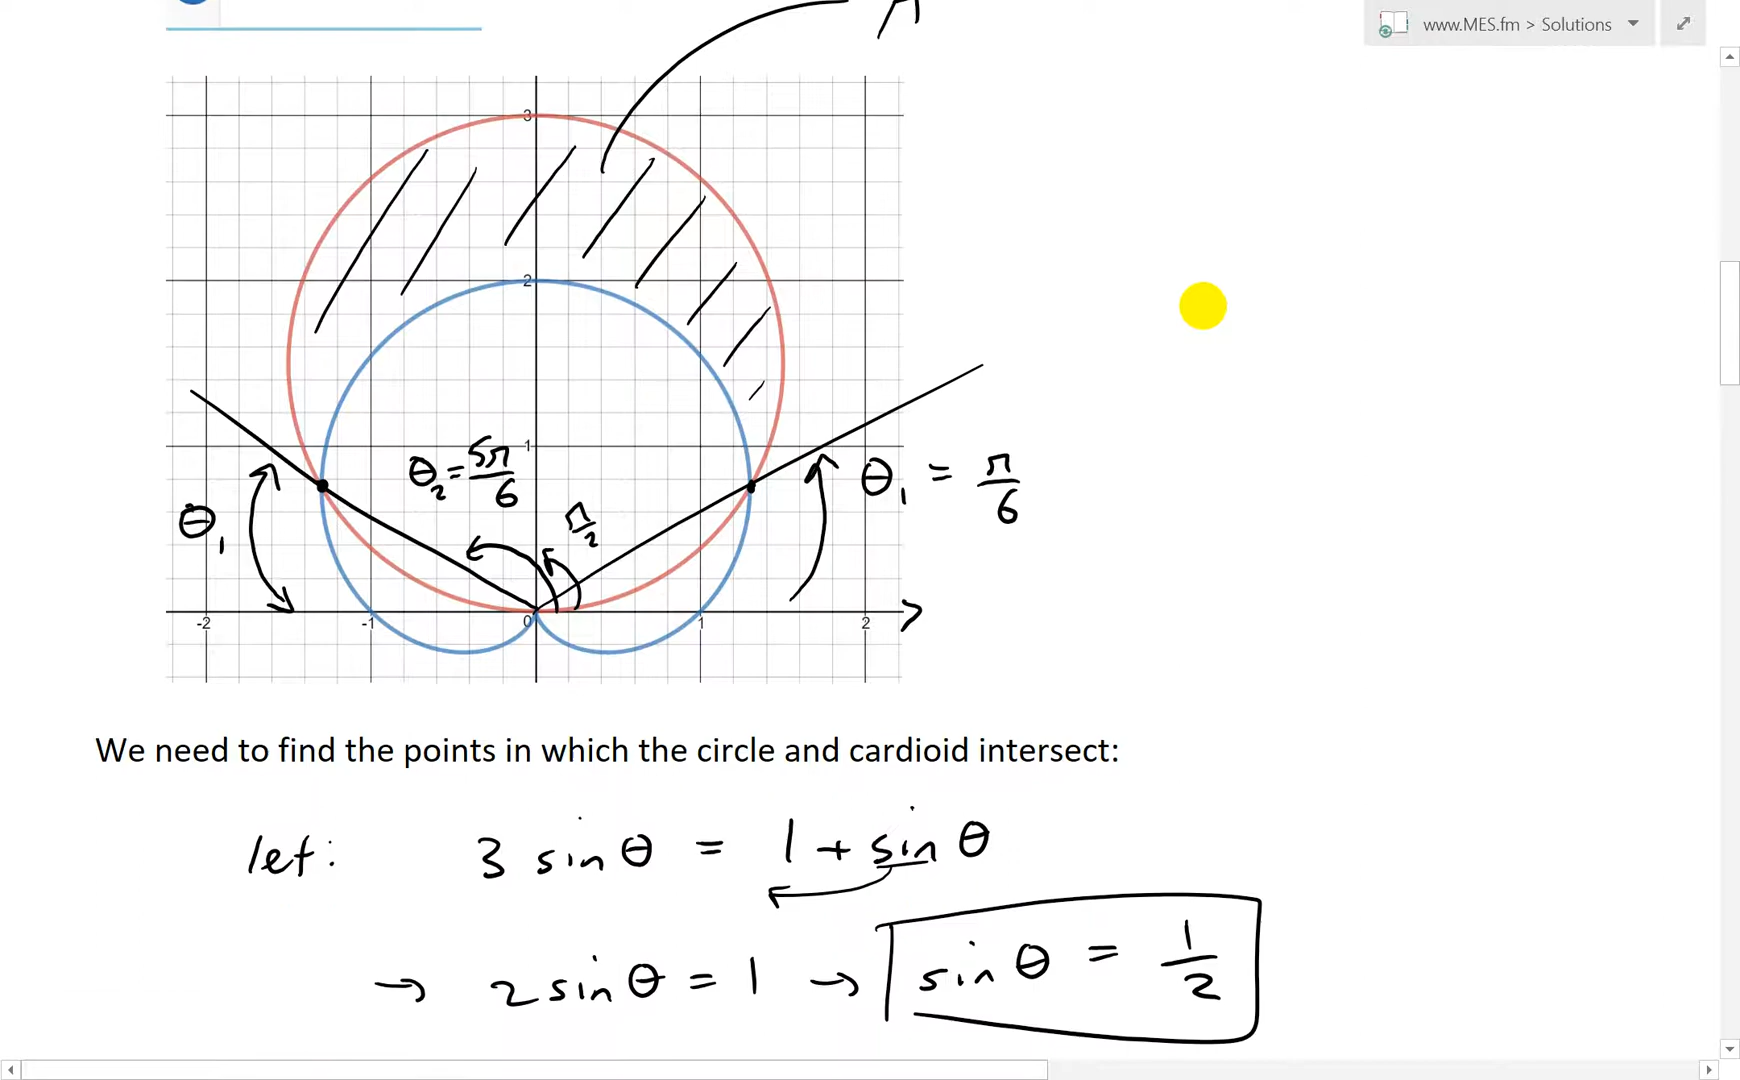 www.MES.fm > Solutions
A
3
2
1
θ₂ = 5π/6
π/2
θ₁ = π/6
θ₁
-2 -1 0 1 2
We need to find the points in which the circle and cardioid intersect:
let: 3 sin θ = 1 + sin θ
→ 2 sin θ = 1 → sin θ = 1/2